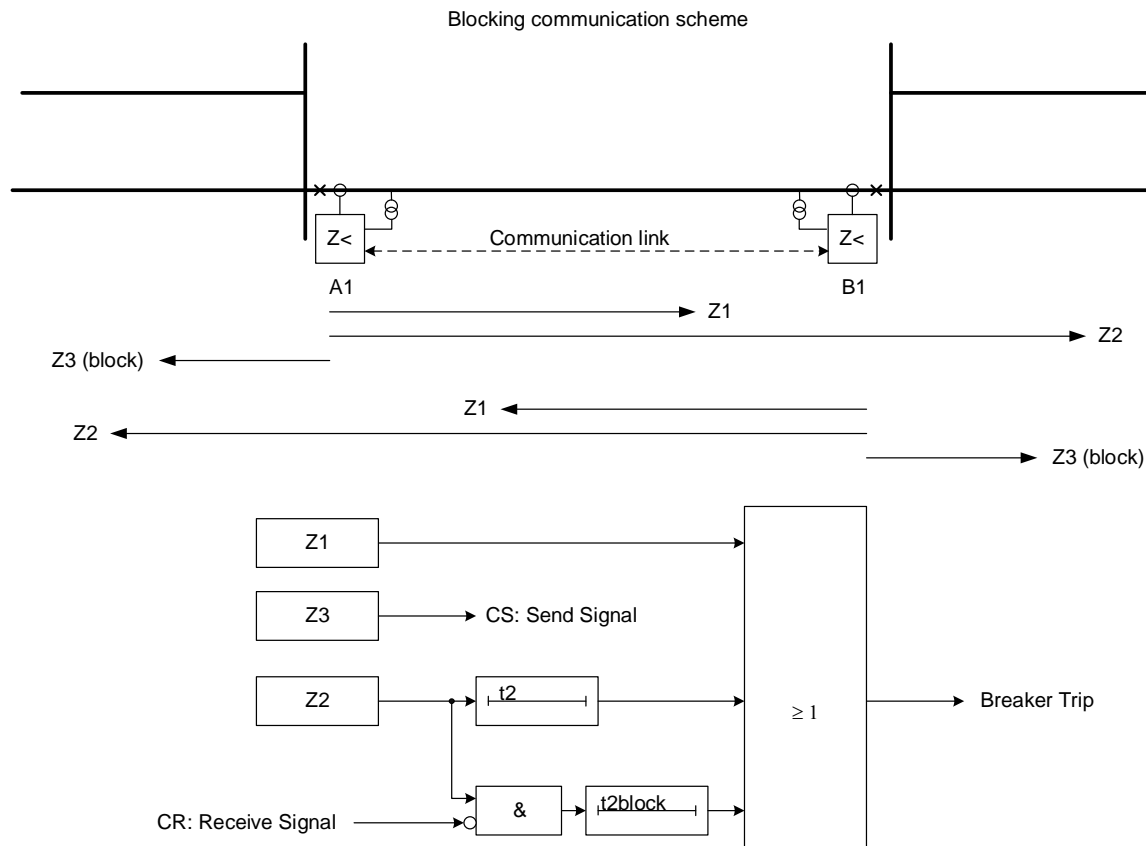 Blocking communication scheme
Z<
Communication link
Z<
A1
B1
Z1
Z2
Z3 (block)
Z1
Z2
Z3 (block)
Z1
Z3
CS: Send Signal
Z2
t2
Breaker Trip
≥ 1
&
t2block
CR: Receive Signal